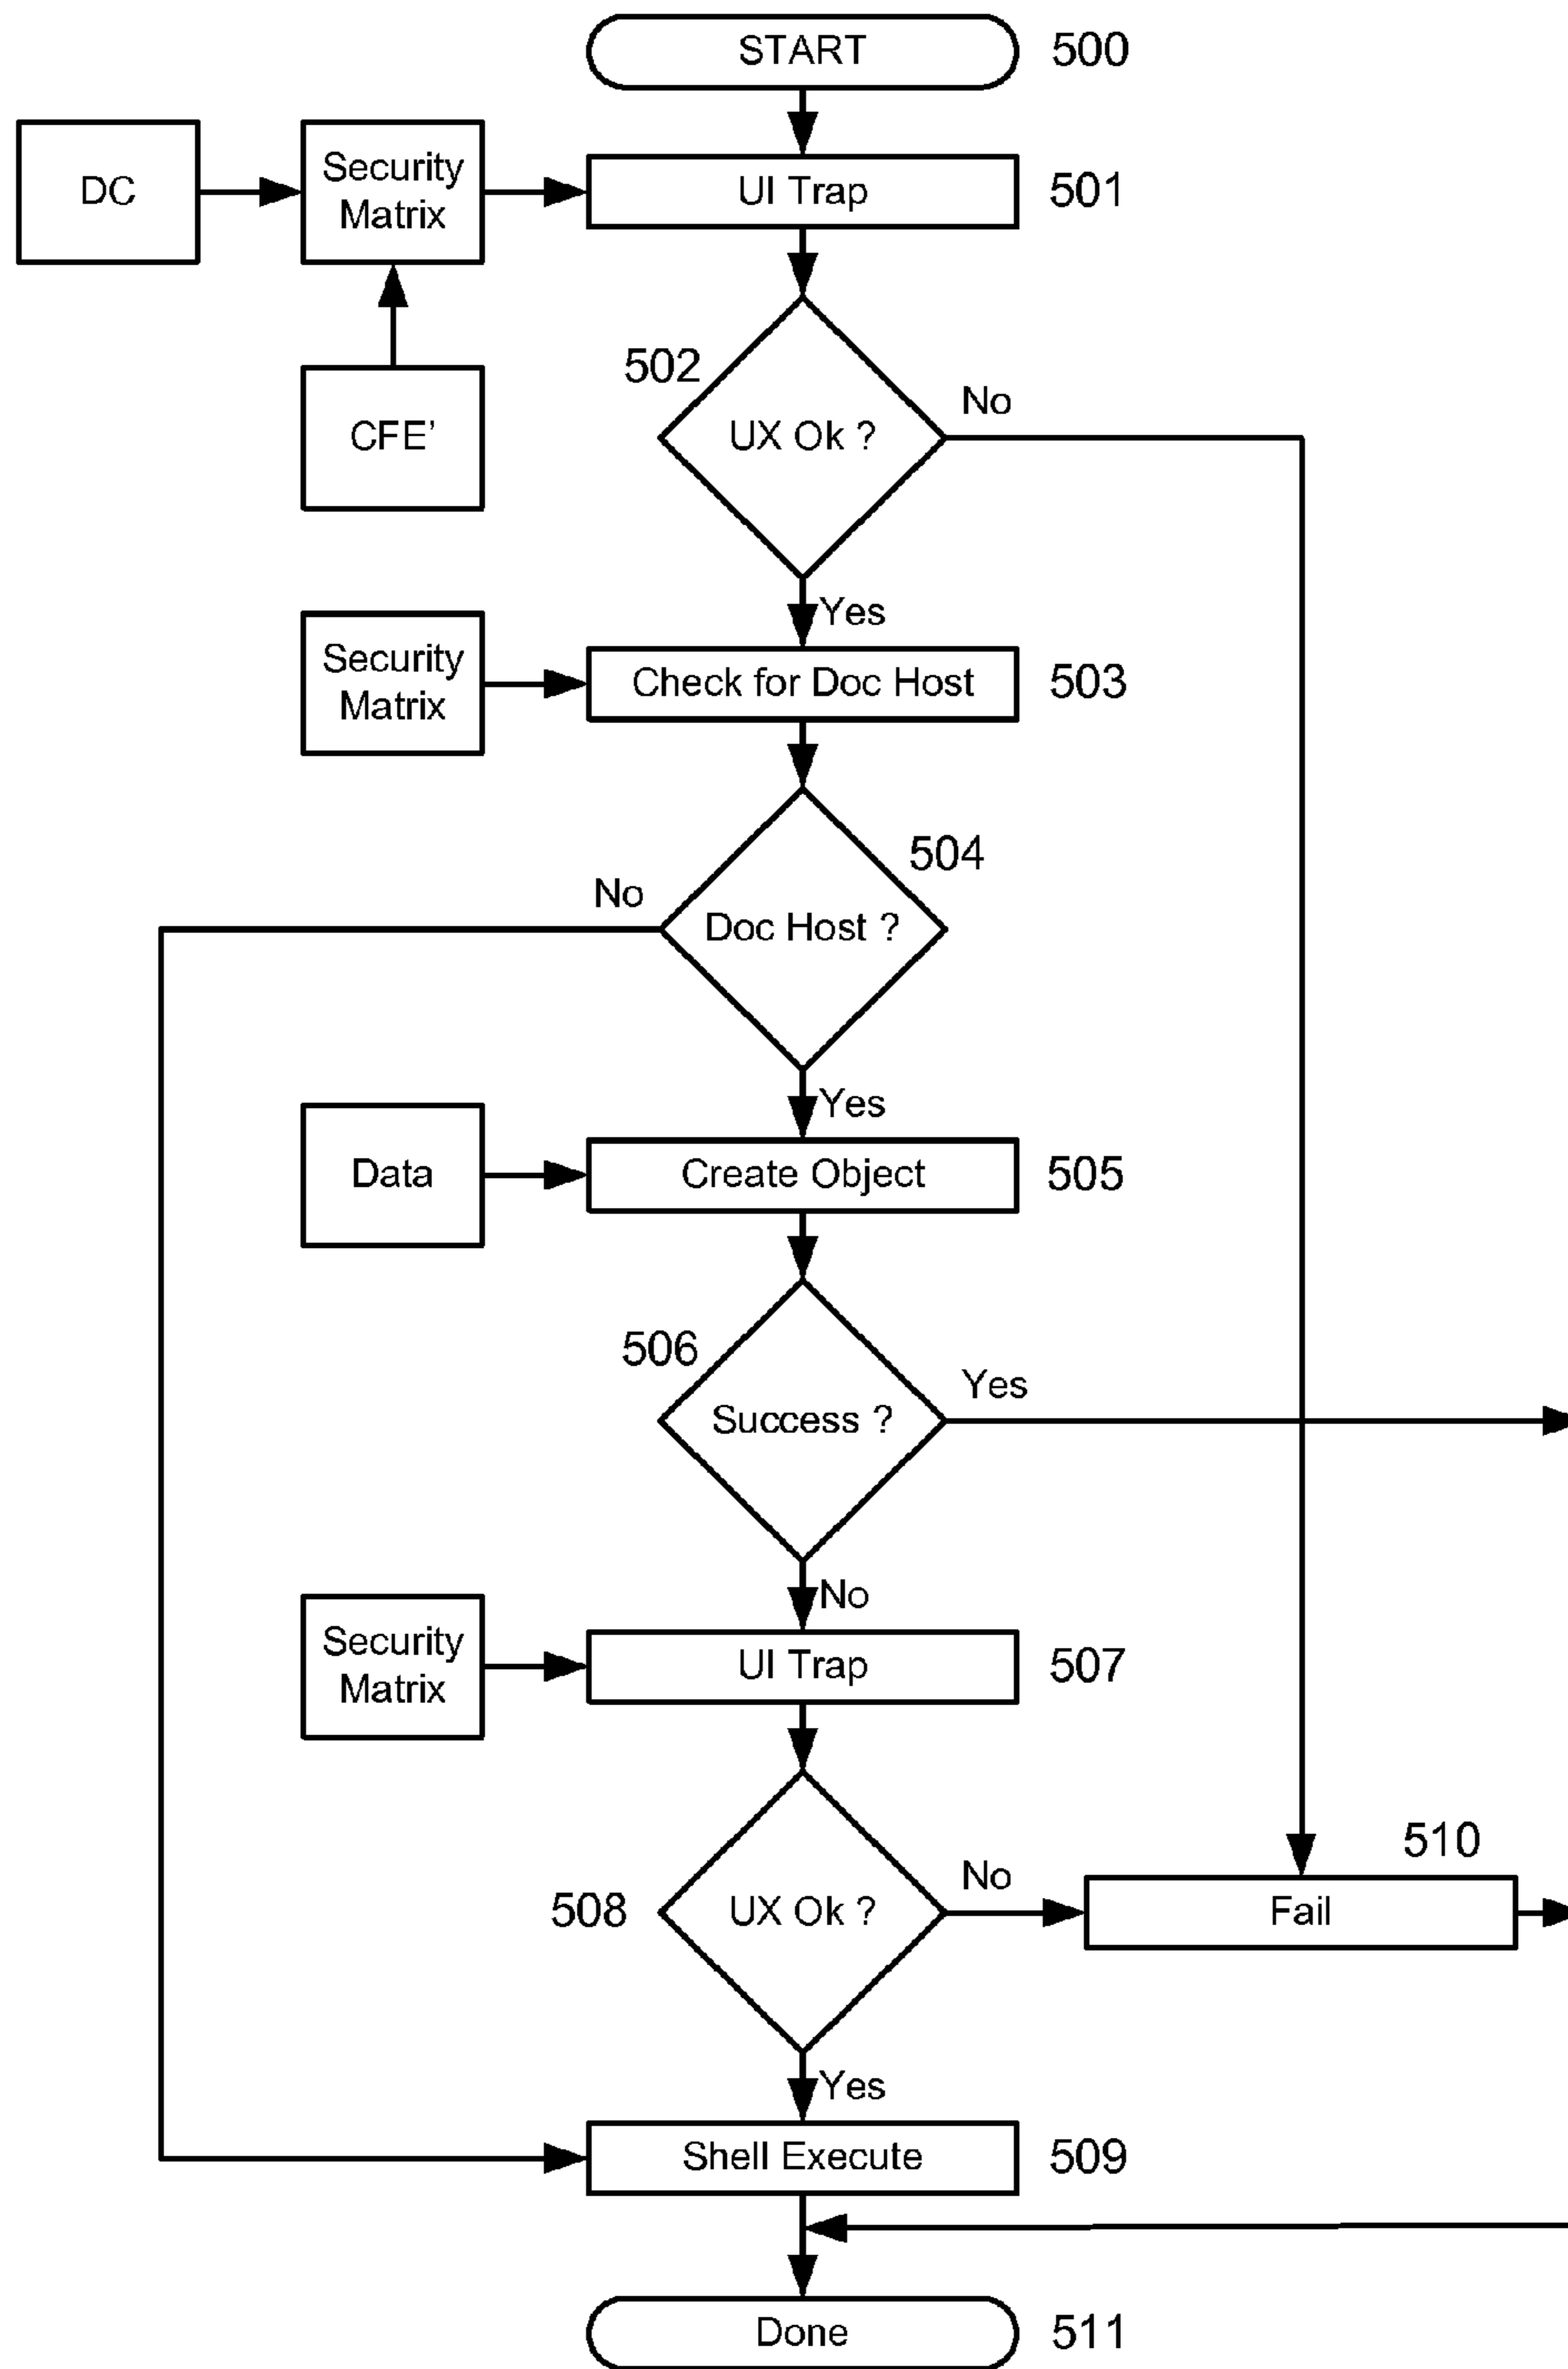 START
500
DC
Security
Matrix
UI Trap
501
502
CFE'
UX Ok ?
No
Yes
Security
Matrix
Check for Doc Host
503
504
No
Doc Host ?
Yes
Data
Create Object
505
506
Success ?
Yes
No
Security
Matrix
UI Trap
507
508
UX Ok ?
No
510
Fail
Yes
Shell Execute
509
Done
511